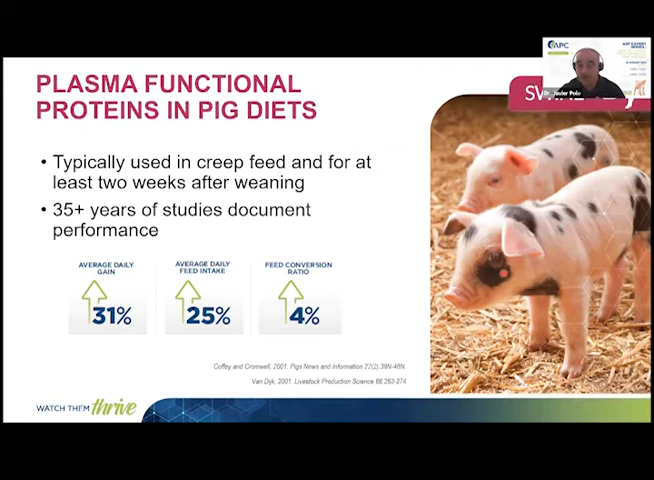 PLASMA FUNCTIONAL
PROTEINS IN PIG DIETS
• Typically used in creep feed and for at
least two weeks after weaning
• 35+ years of studies document
performance
AVERAGE DAILY
GAIN
31%
AVERAGE DAILY
FEED INTAKE
25%
FEED CONVERSION
RATIO
4%
Coffey and Cromwell, 2001. Pigs News and Information 22(2):39N-48N.
Van Dijk, 2001. Livestock Production Science 68:263-274
WATCH THEM thrive
APC
Dr. Javier Polo